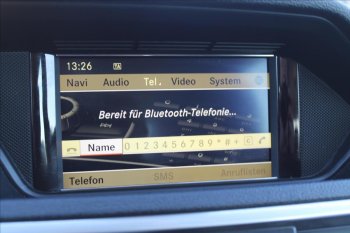 13:26 TA
Navi Audio Tel. Video System
Bereit für Bluetooth-Telefonie...
Name 0 1 2 3 4 5 6 7 8 9 * # + G
Telefon SMS Anruflisten